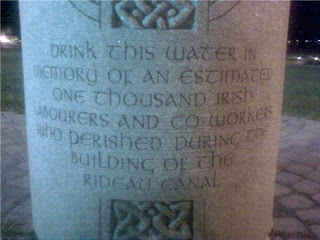 DRINK THIS WATER IN
MEMORY OF AN ESTIMATED
ONE THOUSAND IRISH
LABOURERS AND CO-WORKERS
WHO PERISHED DURING THE
BUILDING OF THE
RIDEAU CANAL